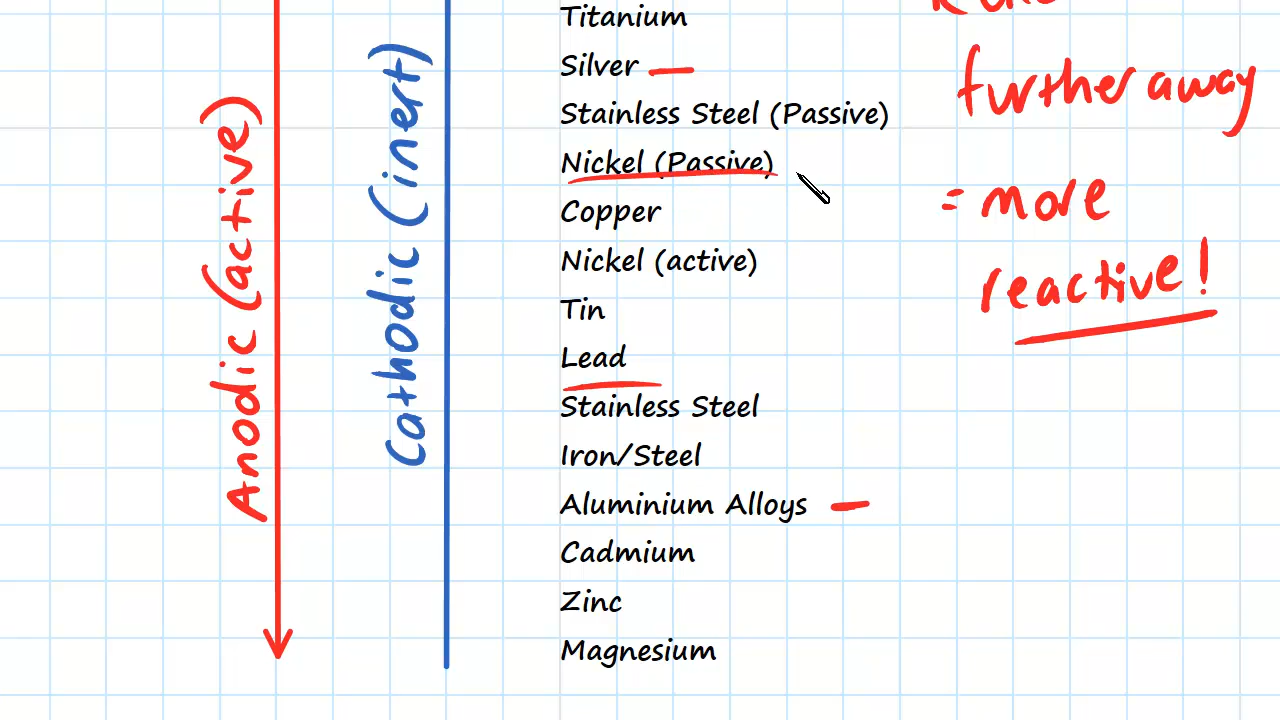 Titanium
Silver
Stainless Steel (Passive)
Nickel (Passive)
Copper
Nickel (active)
Tin
Lead
Stainless Steel
Iron/Steel
Aluminium Alloys
Cadmium
Zinc
Magnesium
Anodic (active)
Cathodic (inert)
further away
= more
reactive!